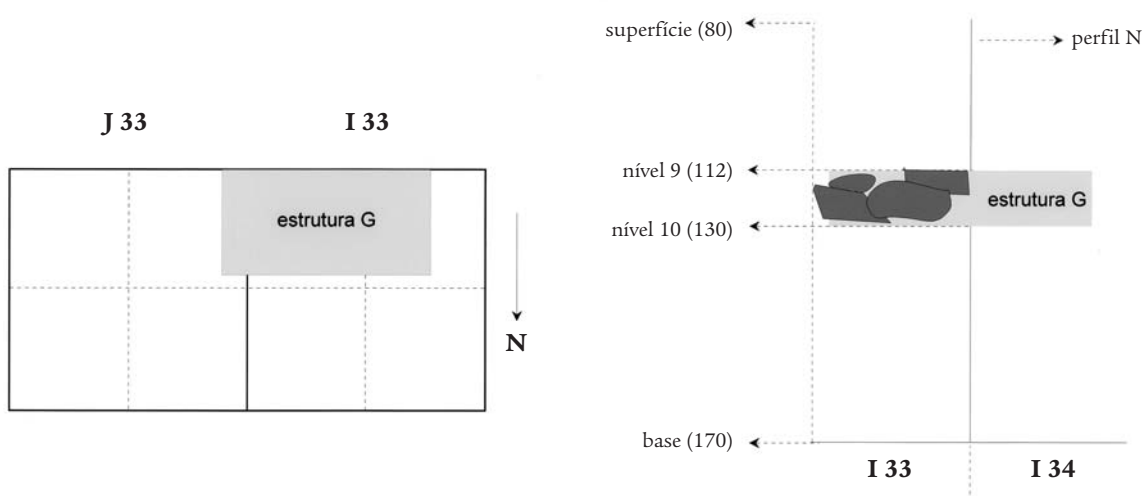 J 33
I 33
estrutura G
N
superfície (80)
perfil N
nível 9 (112)
estrutura G
nível 10 (130)
base (170)
I 33
I 34